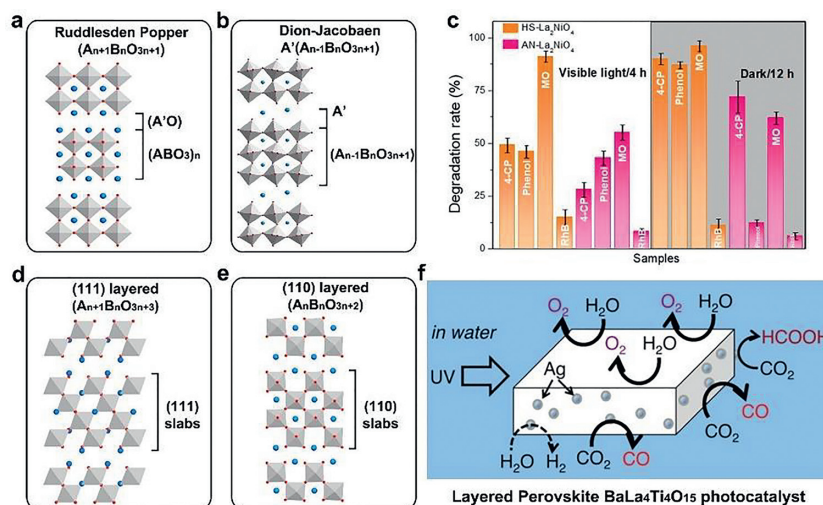 a
Ruddlesden Popper
(An+1BnO3n+1)
(A'O)
(ABO3)n
b
Dion-Jacobaen
A'(An-1BnO3n+1)
A'
(An-1BnO3n+1)
c
HS-La2NiO4
AN-La2NiO4
Degradation rate (%)
100
75
50
25
0
Visible light/4 h
Dark/12 h
4-CP
Phenol
MO
RhB
4-CP
Phenol
MO
RhB
4-CP
Phenol
MO
RhB
4-CP
MO
Samples
d
(111) layered
(An+1BnO3n+3)
(111)
slabs
e
(110) layered
(AnBnO3n+2)
(110)
slabs
f
in water
UV
O2
H2O
O2
H2O
O2
H2O
Ag
HCOOH
CO2
CO
CO2
H2O
H2
CO2
CO
Layered Perovskite BaLa4Ti4O15 photocatalyst